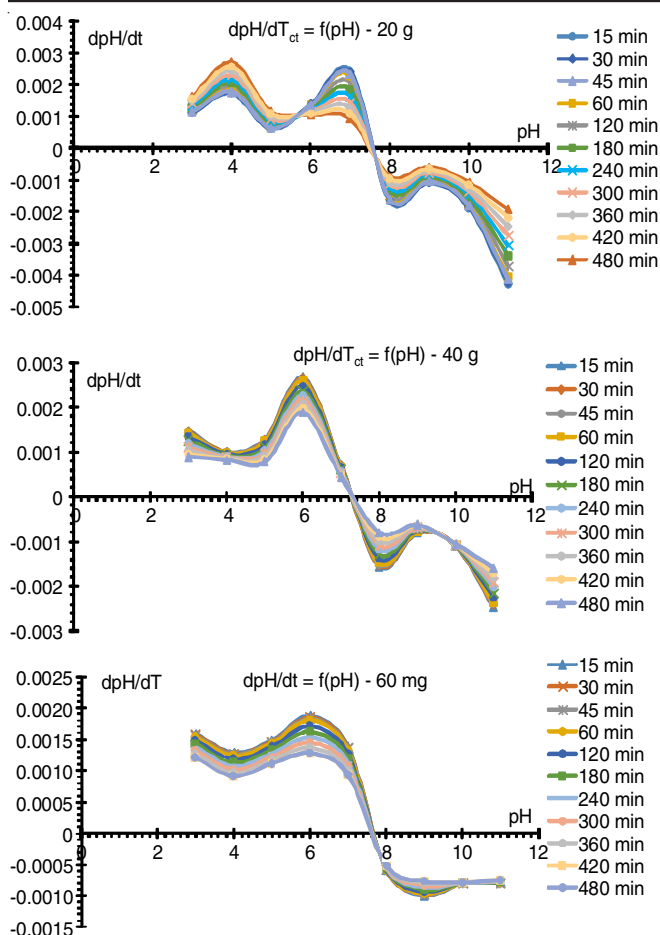 dpH/dT_ct = f(pH) - 20 g
dpH/dt
0.004
0.003
0.002
0.001
0
-0.001
-0.002
-0.003
-0.004
-0.005
0 2 4 6 8 10 12
pH
15 min
30 min
45 min
60 min
120 min
180 min
240 min
300 min
360 min
420 min
480 min
dpH/dT_ct = f(pH) - 40 g
dpH/dt
0.003
0.002
0.001
0
-0.001
-0.002
-0.003
0 2 4 6 8 10 12
pH
15 min
30 min
45 min
60 min
120 min
180 min
240 min
300 min
360 min
420 min
480 min
dpH/dt = f(pH) - 60 mg
dpH/dT
0.0025
0.0020
0.0015
0.0010
0.0005
0
-0.0005
-0.0010
-0.0015
0 2 4 6 8 10 12
pH
15 min
30 min
45 min
60 min
120 min
180 min
240 min
300 min
360 min
420 min
480 min